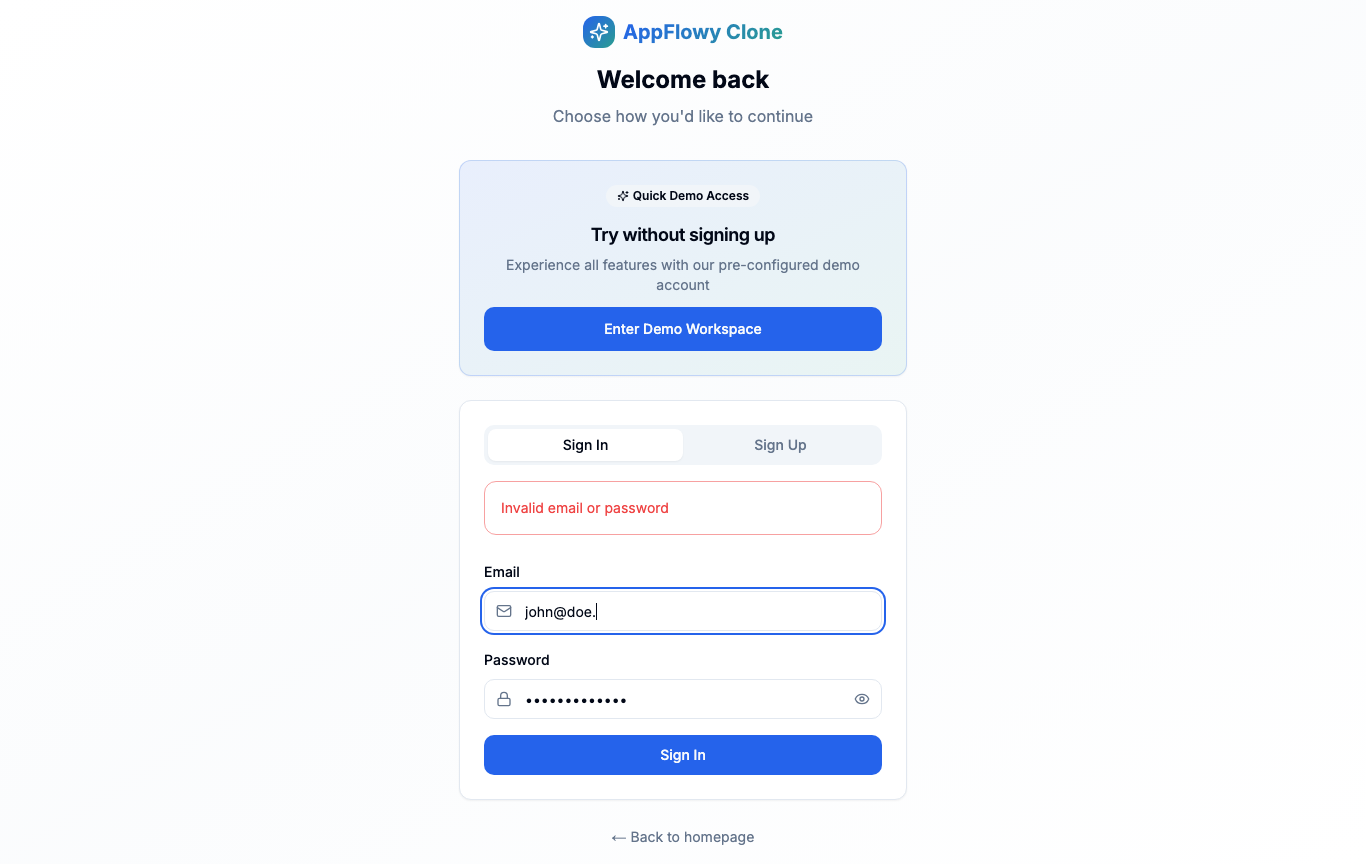 AppFlowy Clone
Welcome back
Choose how you'd like to continue
Quick Demo Access
Try without signing up
Experience all features with our pre-configured demo
account
Enter Demo Workspace
Sign In
Sign Up
Invalid email or password
Email
john@doe.
Password
•••••••••••••
Sign In
← Back to homepage